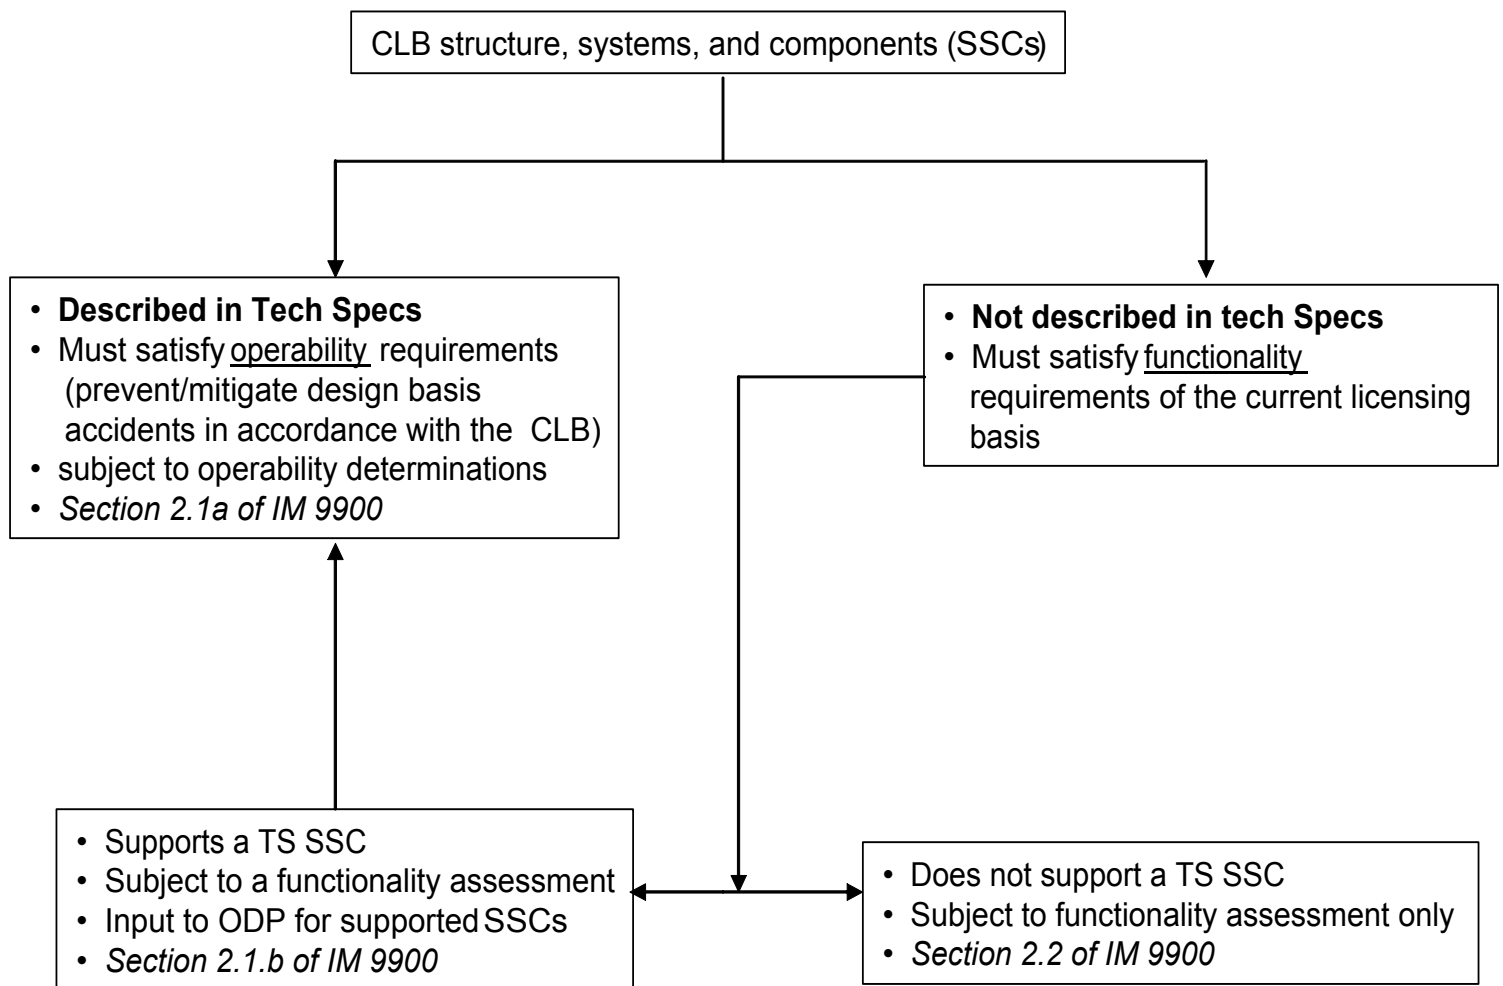 CLB structure, systems, and components (SSCs)
• Described in Tech Specs
• Must satisfy operability requirements
(prevent/mitigate design basis
accidents in accordance with the CLB)
• subject to operability determinations
• Section 2.1a of IM 9900
• Not described in tech Specs
• Must satisfy functionality
requirements of the current licensing
basis
• Supports a TS SSC
• Subject to a functionality assessment
• Input to ODP for supported SSCs
• Section 2.1.b of IM 9900
• Does not support a TS SSC
• Subject to functionality assessment only
• Section 2.2 of IM 9900